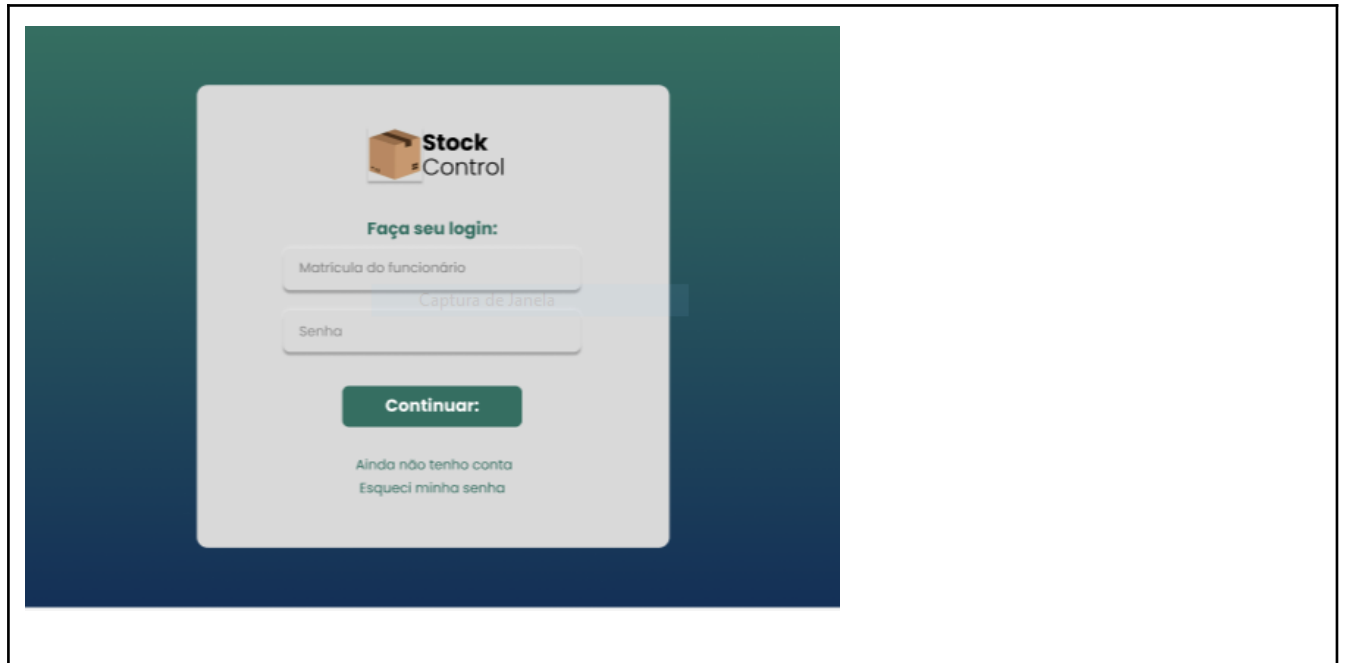 Stock
Control
Faça seu login:
Matricula do funcionário
Captura de Janela
Senha
Continuar:
Ainda não tenho conta
Esqueci minha senha